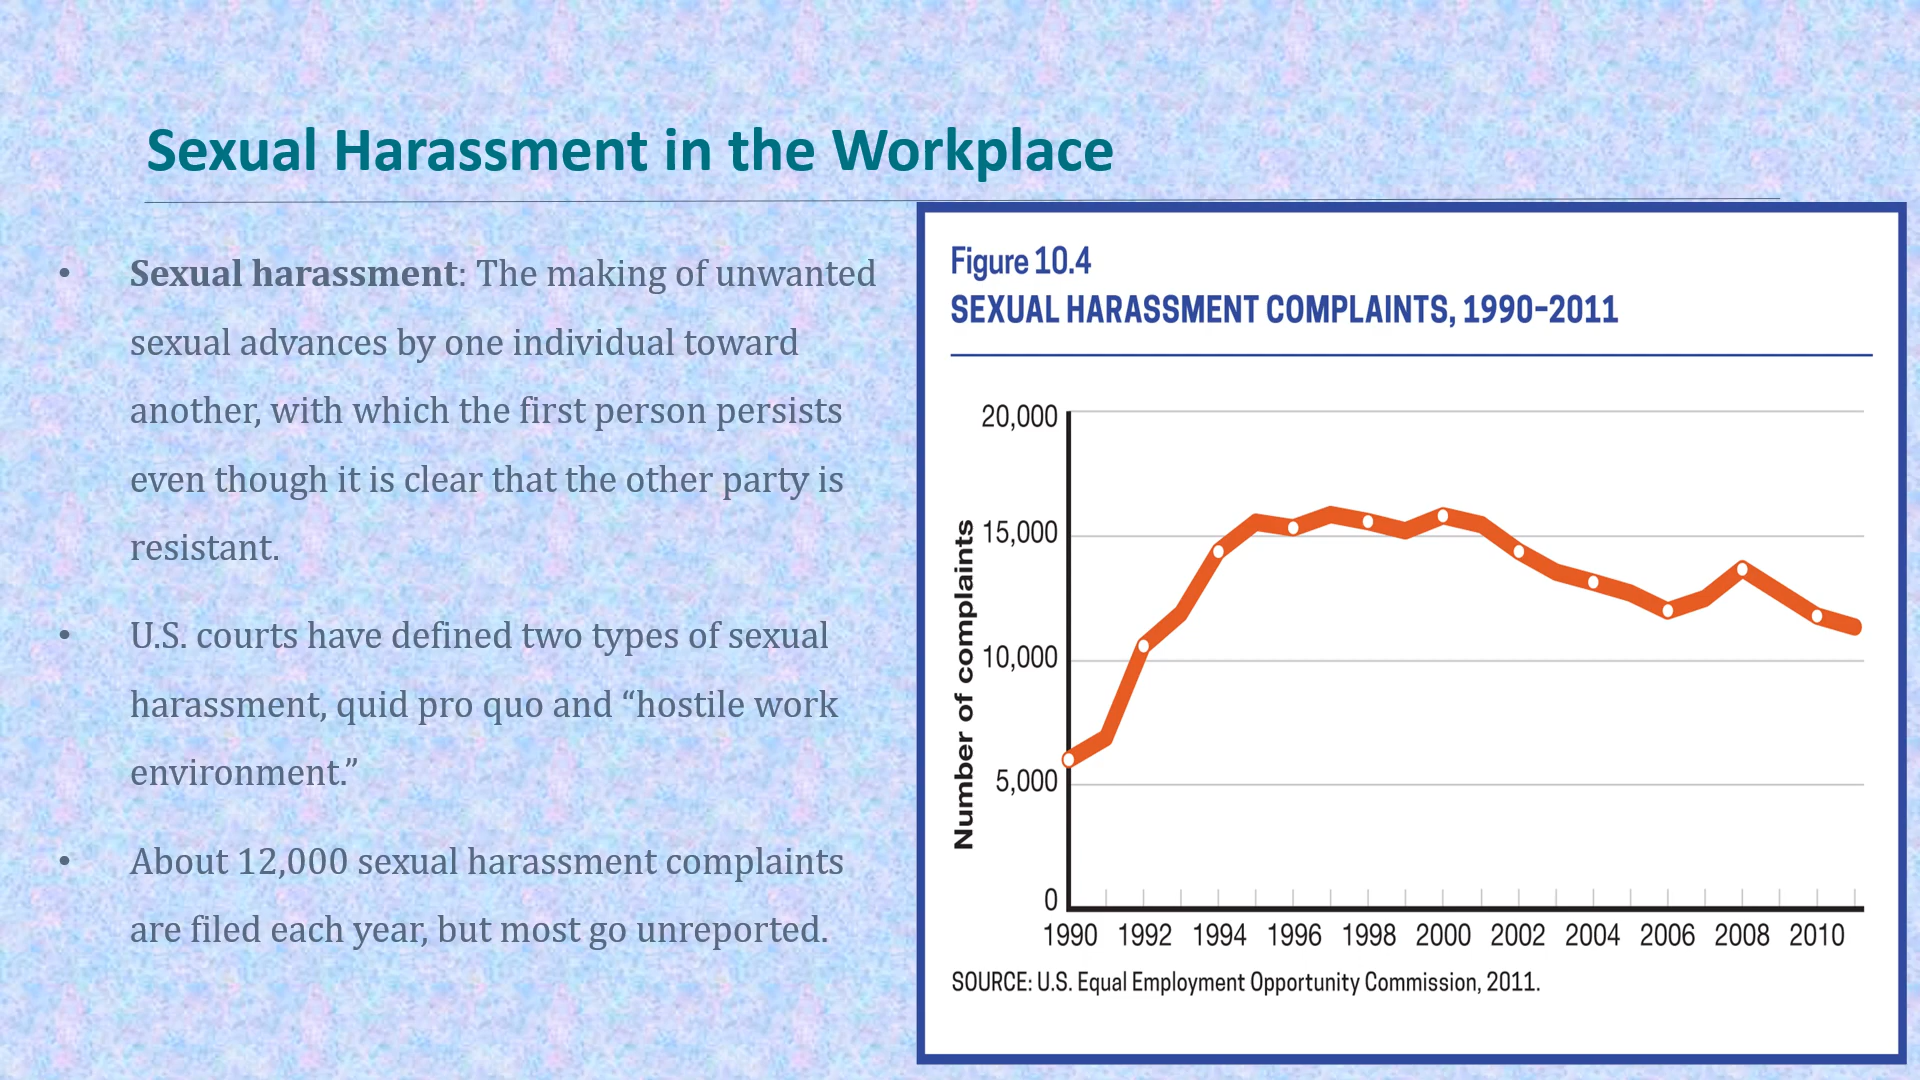 Sexual Harassment in the Workplace
• Sexual harassment: The making of unwanted
sexual advances by one individual toward
another, with which the first person persists
even though it is clear that the other party is
resistant.
• U.S. courts have defined two types of sexual
harassment, quid pro quo and “hostile work
environment.”
• About 12,000 sexual harassment complaints
are filed each year, but most go unreported.
Figure 10.4
SEXUAL HARASSMENT COMPLAINTS, 1990–2011
Number of complaints
20,000
15,000
10,000
5,000
0
1990 1992 1994 1996 1998 2000 2002 2004 2006 2008 2010
SOURCE: U.S. Equal Employment Opportunity Commission, 2011.